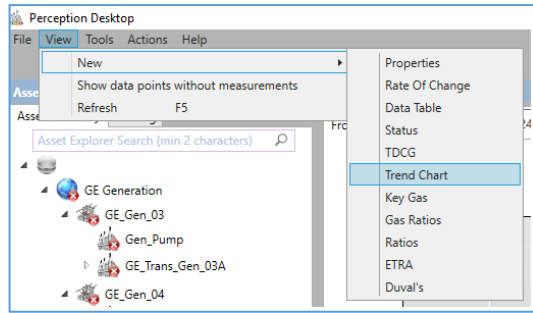 Perception Desktop
File View Tools Actions Help
New
Show data points without measurements
Refresh F5
Properties
Rate Of Change
Data Table
Status
TDCG
Trend Chart
Key Gas
Gas Ratios
Ratios
ETRA
Duval's
Asset Explorer Search (min 2 characters)
GE Generation
GE_Gen_03
Gen_Pump
GE_Trans_Gen_03A
GE_Gen_04